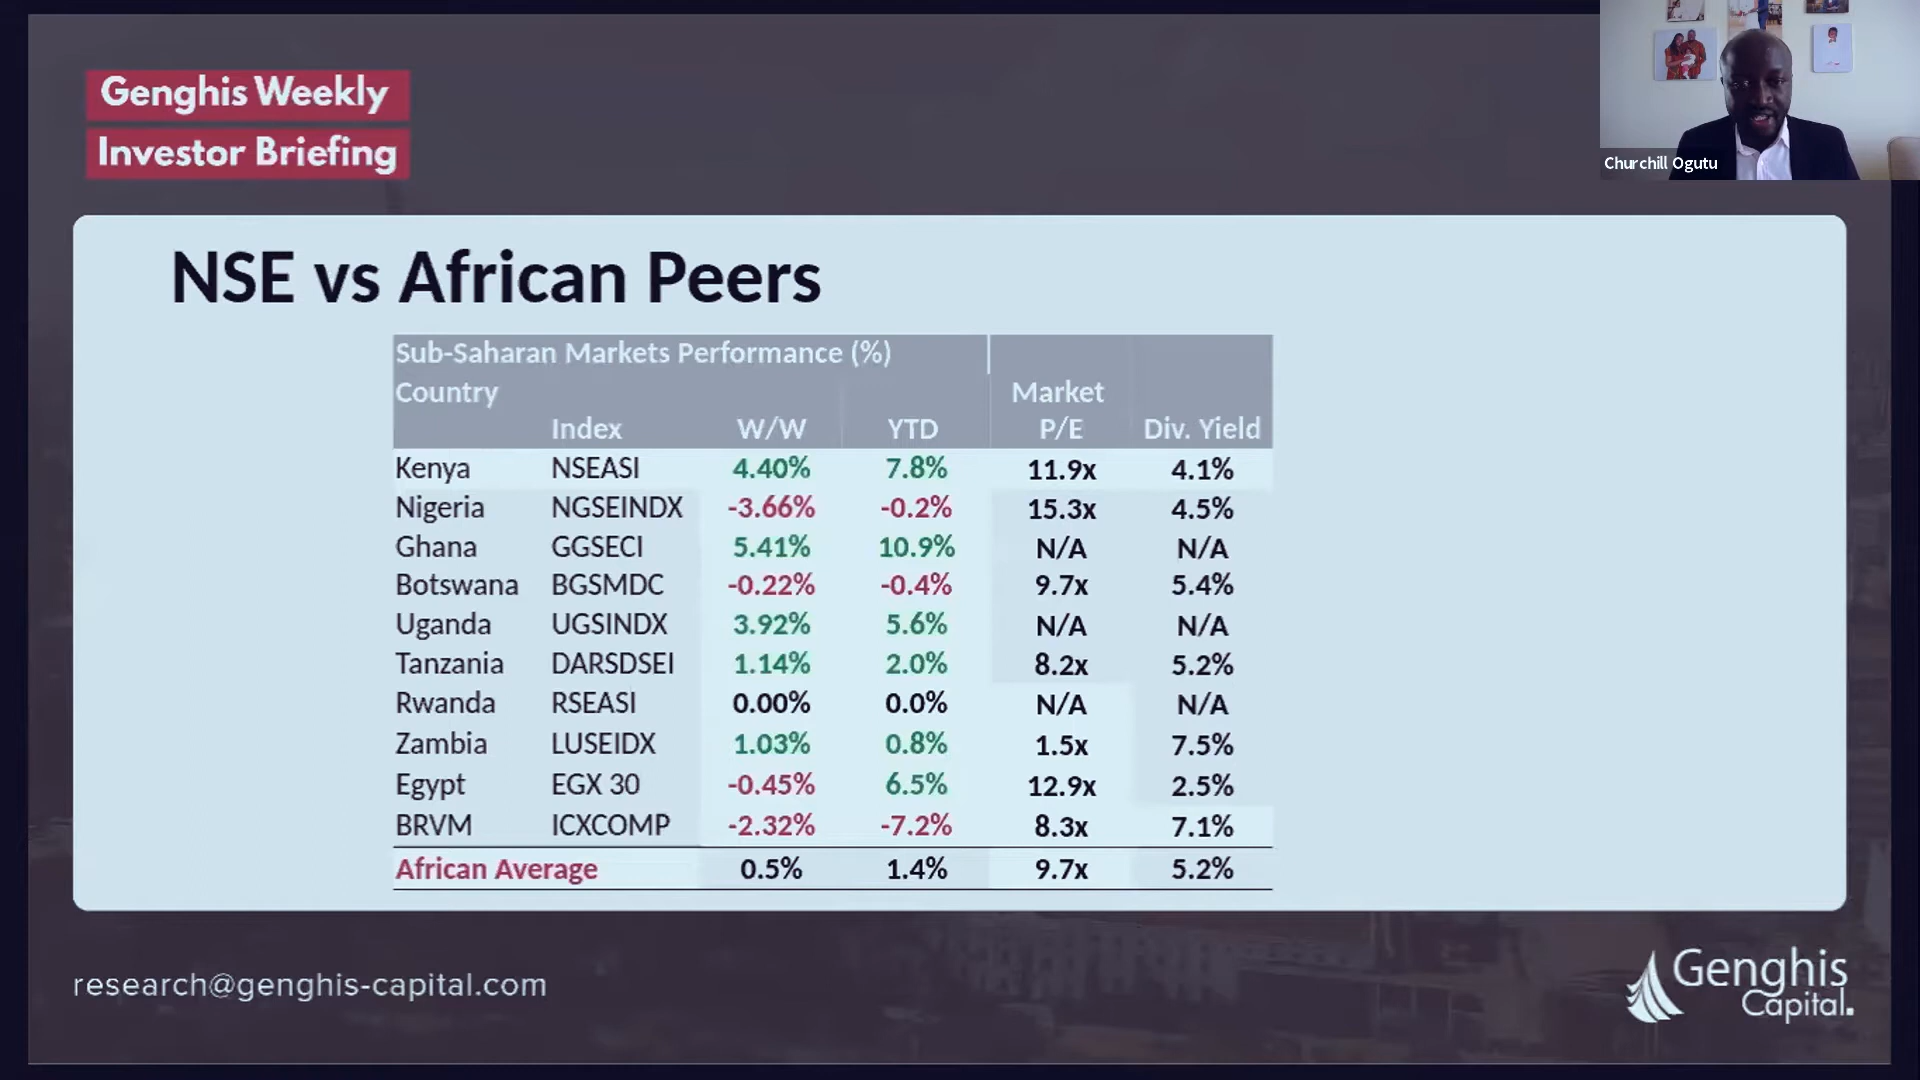 Genghis Weekly
Investor Briefing
Churchill Ogutu
NSE vs African Peers
Sub-Saharan Markets Performance (%)
Country Market
Index W/W YTD P/E Div. Yield
Kenya NSEASI 4.40% 7.8% 11.9x 4.1%
Nigeria NGSEINDX -3.66% -0.2% 15.3x 4.5%
Ghana GGSECI 5.41% 10.9% N/A N/A
Botswana BGSMDC -0.22% -0.4% 9.7x 5.4%
Uganda UGSINDX 3.92% 5.6% N/A N/A
Tanzania DARSDSEI 1.14% 2.0% 8.2x 5.2%
Rwanda RSEASI 0.00% 0.0% N/A N/A
Zambia LUSEIDX 1.03% 0.8% 1.5x 7.5%
Egypt EGX 30 -0.45% 6.5% 12.9x 2.5%
BRVM ICXCOMP -2.32% -7.2% 8.3x 7.1%
African Average 0.5% 1.4% 9.7x 5.2%
research@genghis-capital.com
Genghis
Capital.